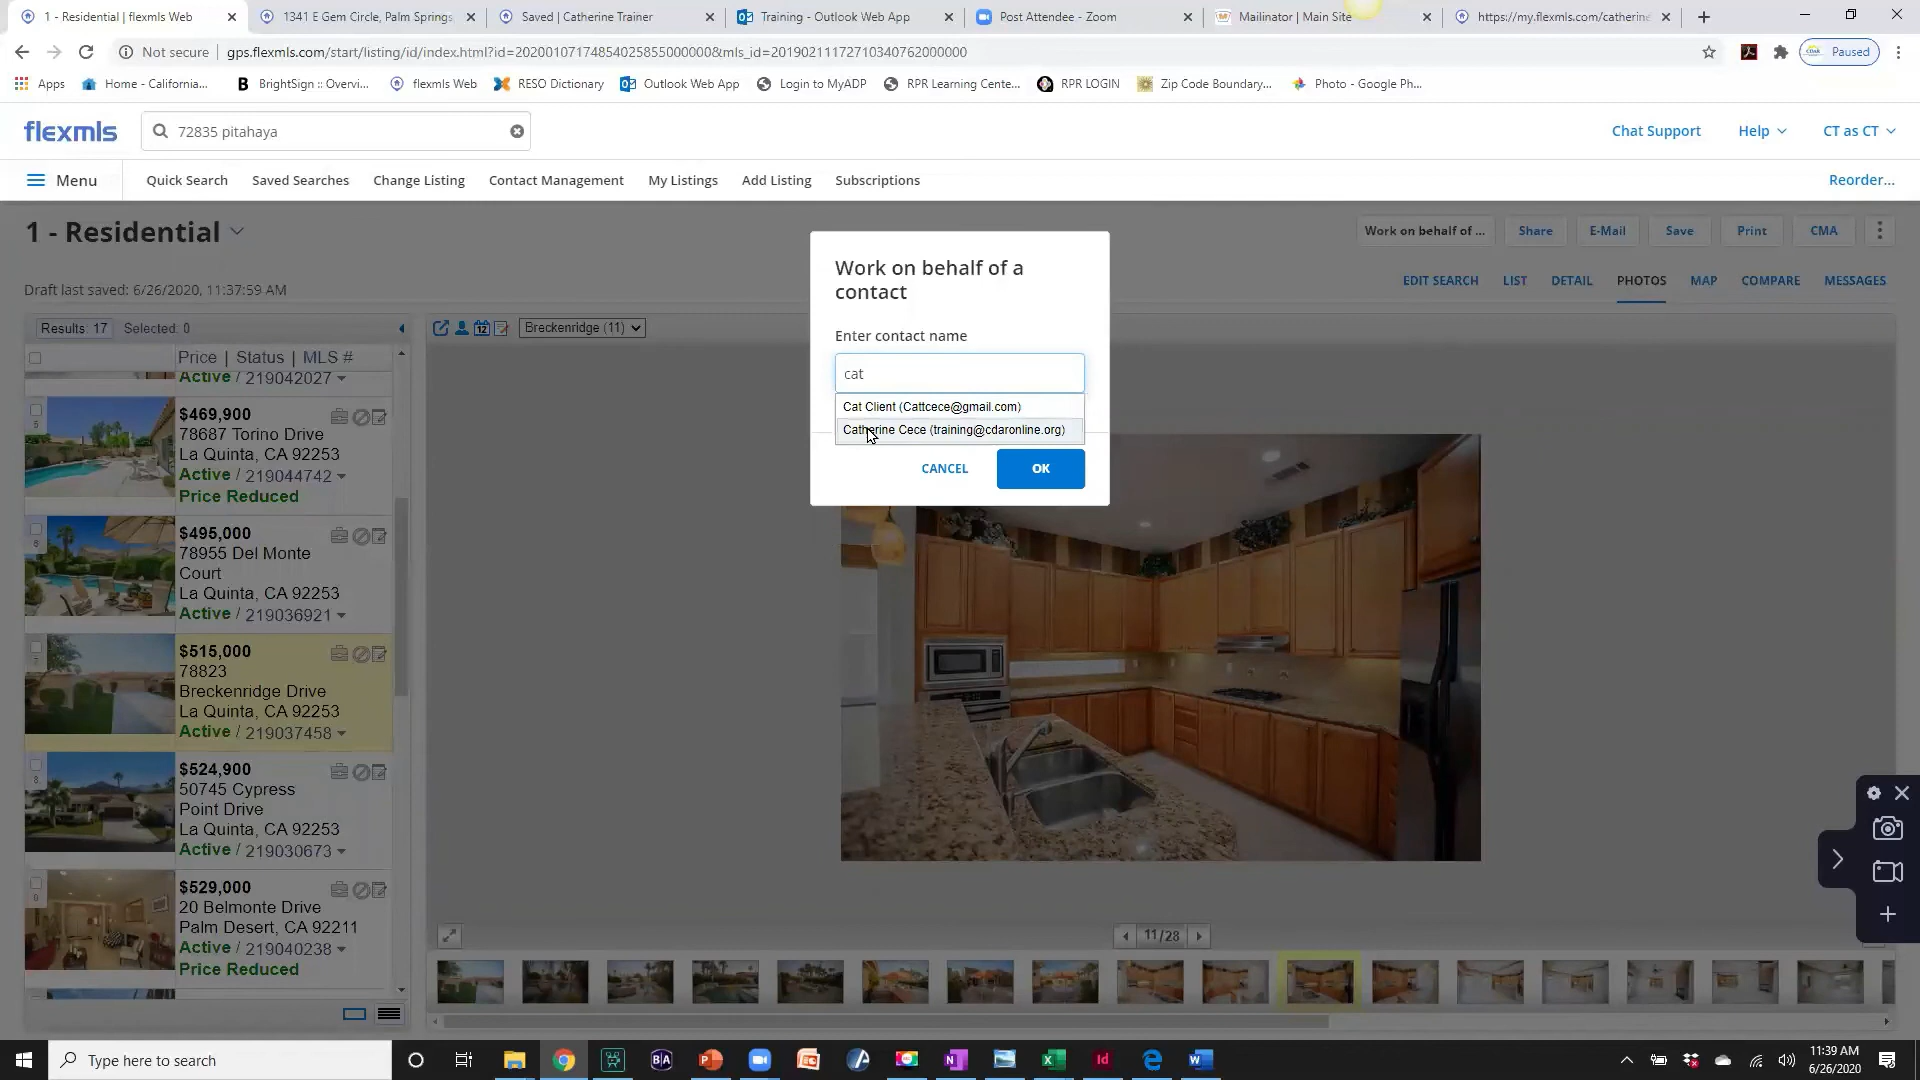 1 - Residential | flexmls Web
1341 E Gem Circle, Palm Springs,
Saved | Catherine Trainer
Training - Outlook Web App
Post Attendee - Zoom
Mailinator | Main Site
https://my.flexmls.com/catherine
Not secure | gps.flexmls.com/start/listing/id/index.html?id=20200107174854025855000000&mls_id=20190211172710340762000000
Paused
Apps
Home - California...
BrightSign :: Overvi...
flexmls Web
RESO Dictionary
Outlook Web App
Login to MyADP
RPR Learning Cente...
RPR LOGIN
Zip Code Boundary...
Photo - Google Ph...
flexmls
72835 pitahaya
Chat Support
Help
CT as CT
Menu
Quick Search
Saved Searches
Change Listing
Contact Management
My Listings
Add Listing
Subscriptions
Reorder...
1 - Residential
Work on behalf of ...
Share
E-Mail
Save
Print
CMA
Draft last saved: 6/26/2020, 11:37:59 AM
EDIT SEARCH
LIST
DETAIL
PHOTOS
MAP
COMPARE
MESSAGES
Results: 17
Selected: 0
Breckenridge (11)
Price | Status | MLS #
Active / 219042027
$469,900
78687 Torino Drive
La Quinta, CA 92253
Active / 219044742
Price Reduced
$495,000
78955 Del Monte
Court
La Quinta, CA 92253
Active / 219036921
$515,000
78823
Breckenridge Drive
La Quinta, CA 92253
Active / 219037458
$524,900
50745 Cypress
Point Drive
La Quinta, CA 92253
Active / 219030673
$529,000
20 Belmonte Drive
Palm Desert, CA 92211
Active / 219040238
Price Reduced
Work on behalf of a
contact
Enter contact name
cat
Cat Client (Cattcece@gmail.com)
Catherine Cece (training@cdaronline.org)
CANCEL
OK
11/28
Type here to search
11:39 AM
6/26/2020